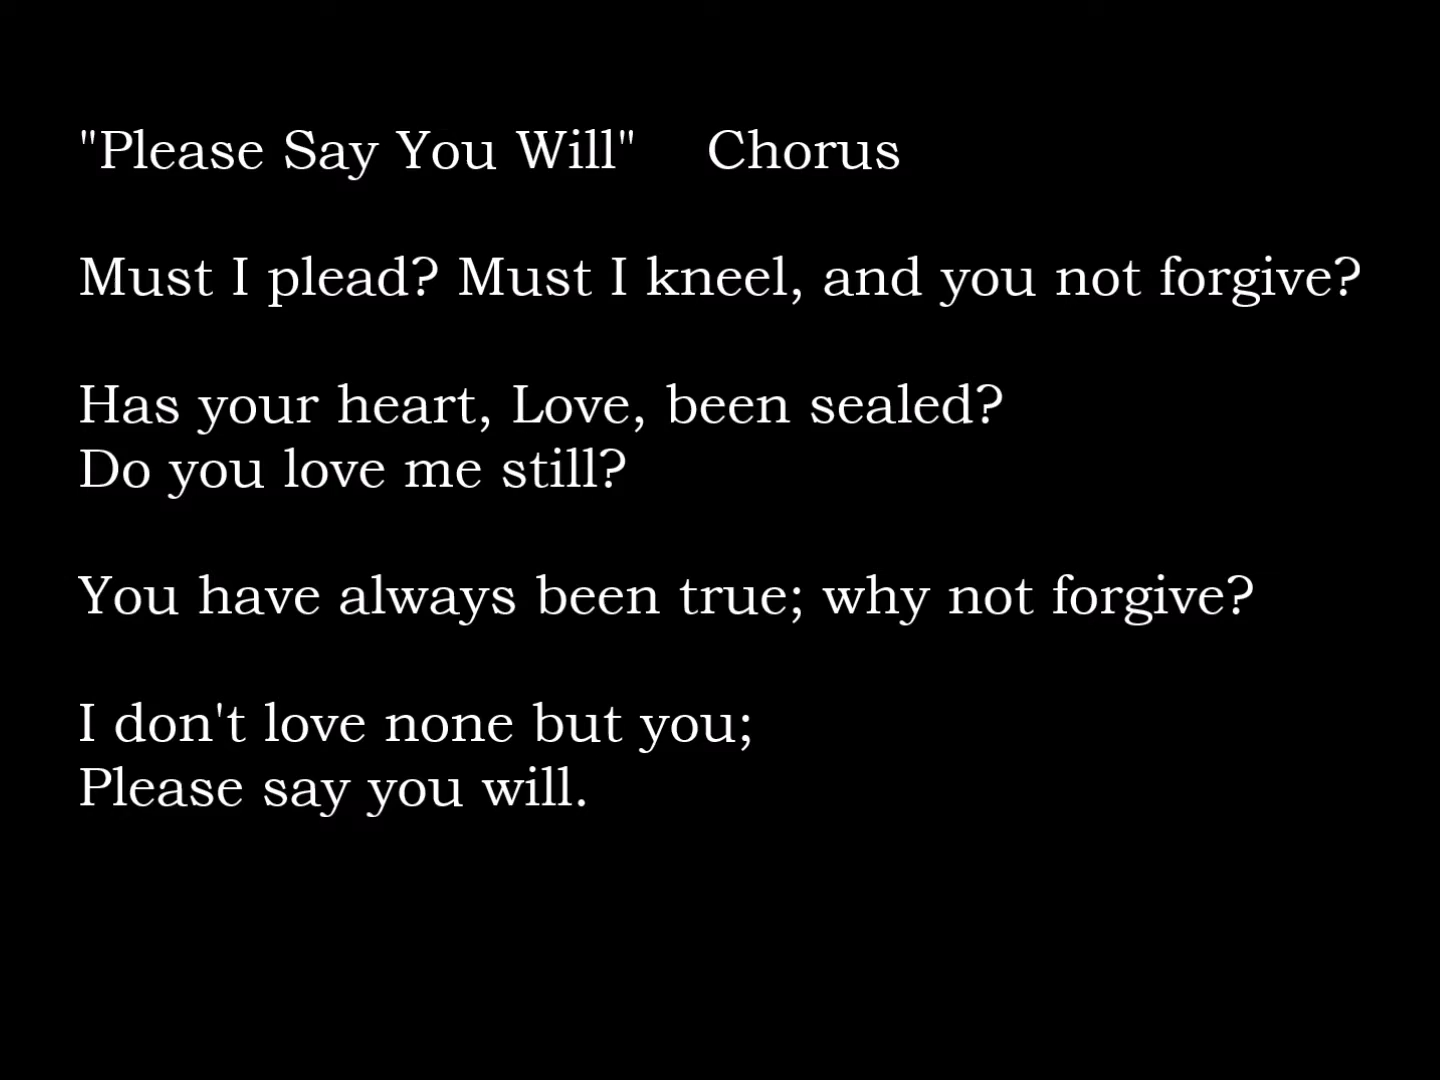 "Please Say You Will" Chorus
Must I plead? Must I kneel, and you not forgive?
Has your heart, Love, been sealed?
Do you love me still?
You have always been true; why not forgive?
I don't love none but you;
Please say you will.